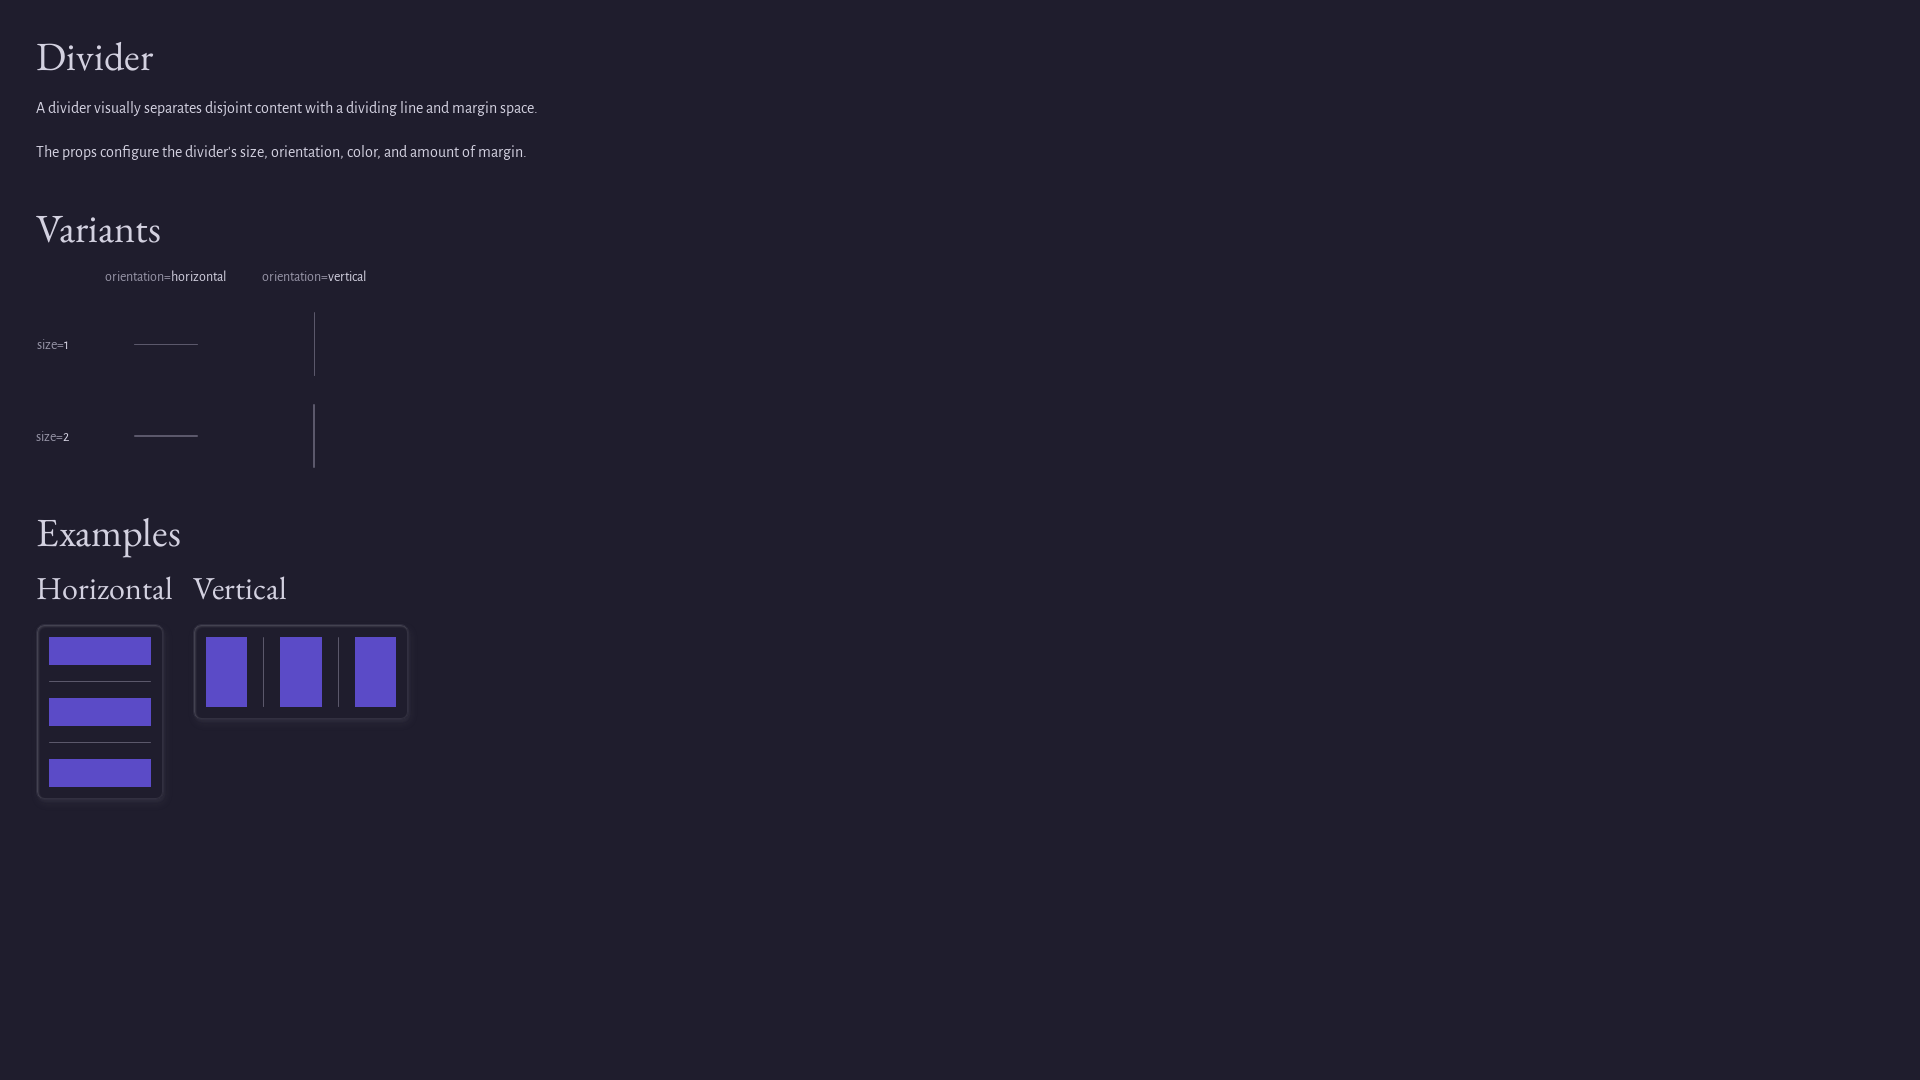 Divider
A divider visually separates disjoint content with a dividing line and margin space.
The props configure the divider's size, orientation, color, and amount of margin.
Variants
orientation=horizontal orientation=vertical
size=1
size=2
Examples
Horizontal Vertical